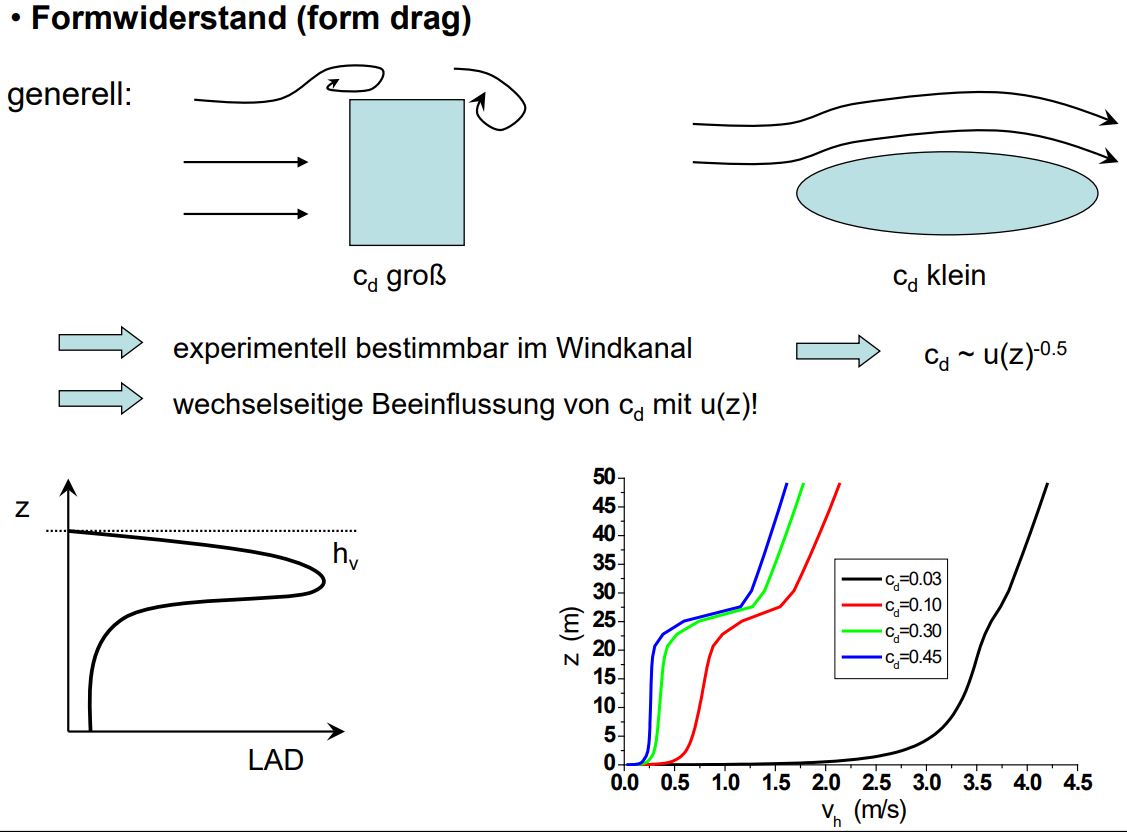 • Formwiderstand (form drag)
generell:
c_d groß
c_d klein
experimentell bestimmbar im Windkanal
c_d ~ u(z)^-0.5
wechselseitige Beeinflussung von c_d mit u(z)!
z
h_v
LAD
50
45
40
35
30
25
20
15
10
5
0
z (m)
c_d=0.03
c_d=0.10
c_d=0.30
c_d=0.45
0.0 0.5 1.0 1.5 2.0 2.5 3.0 3.5 4.0 4.5
v_h (m/s)